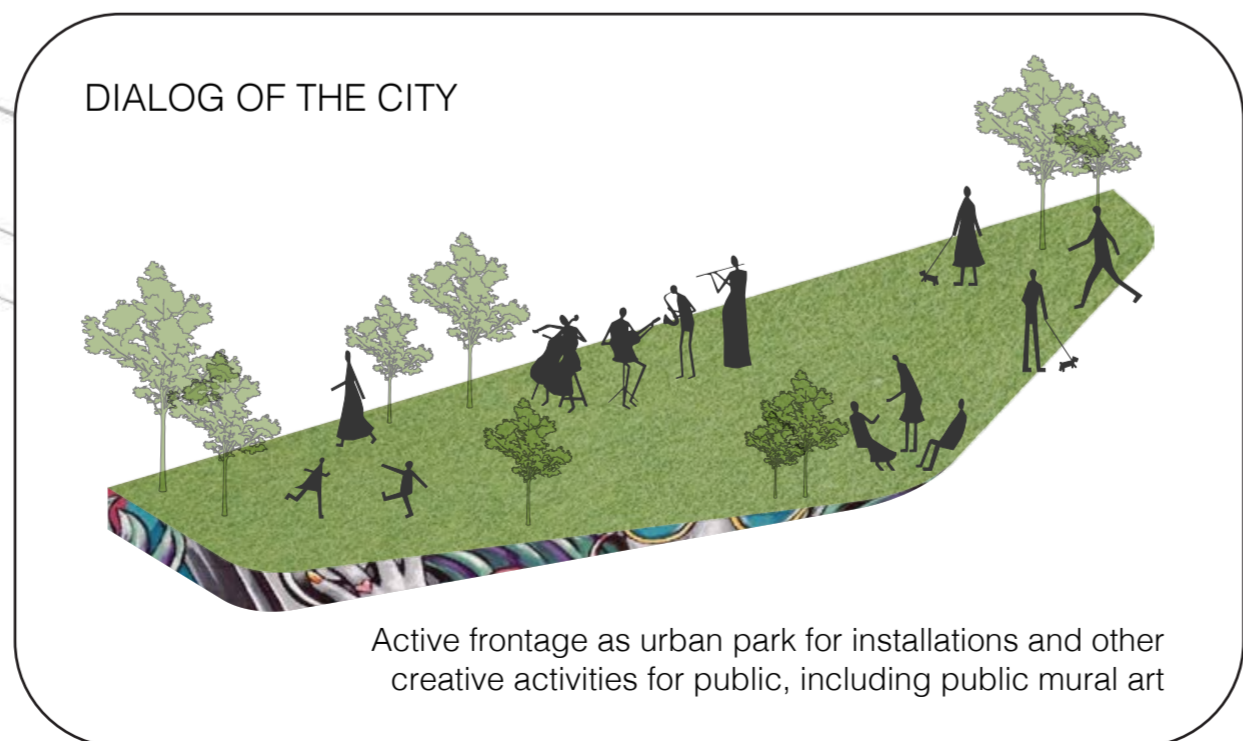 DIALOG OF THE CITY
Active frontage as urban park for installations and other
creative activities for public, including public mural art